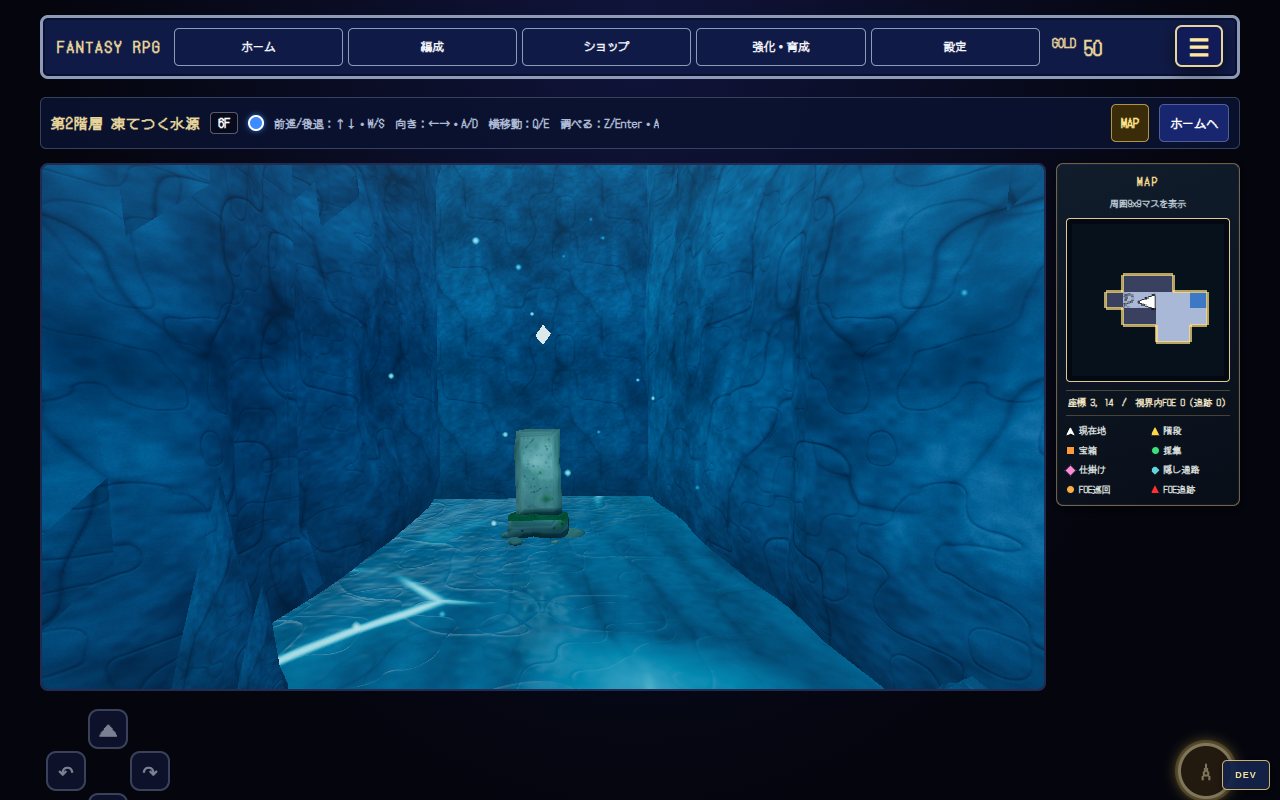 FANTASY RPG
ホーム
編成
ショップ
強化・育成
設定
GOLD 50
第2階層 凍てつく水源
6F
前進/後退：↑↓・W/S 向き：←→・A/D 横移動：Q/E 調べる：Z/Enter・A
MAP
ホームへ
MAP
周囲9x9マスを表示
座標 3, 14 / 視界内FOE 0 (追跡 0)
現在地
階段
宝箱
採集
仕掛け
隠し通路
FOE巡回
FOE追跡
A
DEV